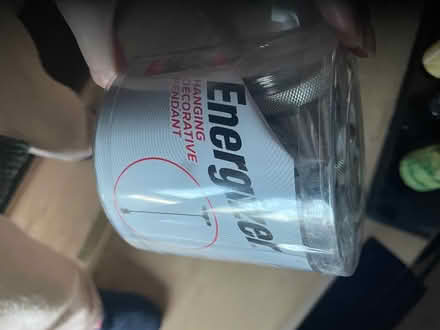 Energizer
HANGING
DECORATIVE
PENDANT